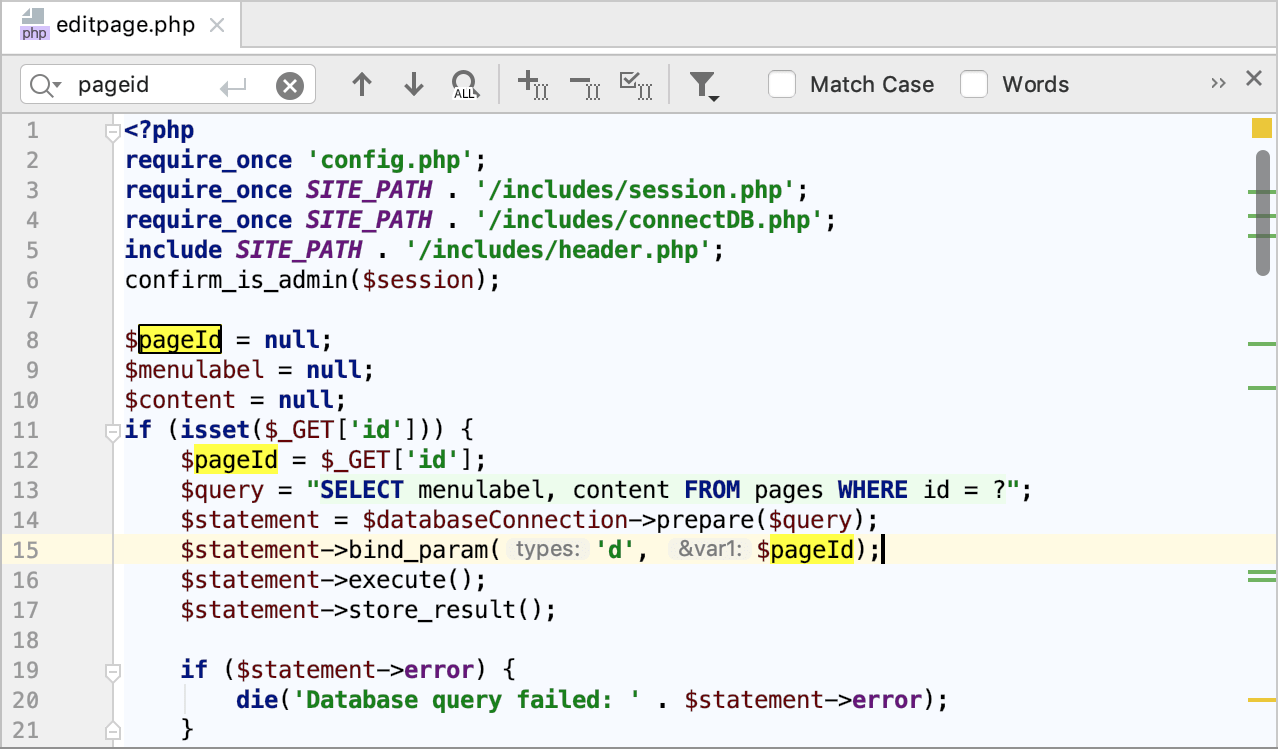 php editpage.php
pageid ALL Match Case Words
1 <?php
2 require_once 'config.php';
3 require_once SITE_PATH . '/includes/session.php';
4 require_once SITE_PATH . '/includes/connectDB.php';
5 include SITE_PATH . '/includes/header.php';
6 confirm_is_admin($session);
7
8 $pageId = null;
9 $menulabel = null;
10 $content = null;
11 if (isset($_GET['id'])) {
12 $pageId = $_GET['id'];
13 $query = "SELECT menulabel, content FROM pages WHERE id = ?";
14 $statement = $databaseConnection->prepare($query);
15 $statement->bind_param( types: 'd', &var1: $pageId);
16 $statement->execute();
17 $statement->store_result();
18
19 if ($statement->error) {
20 die('Database query failed: ' . $statement->error);
21 }